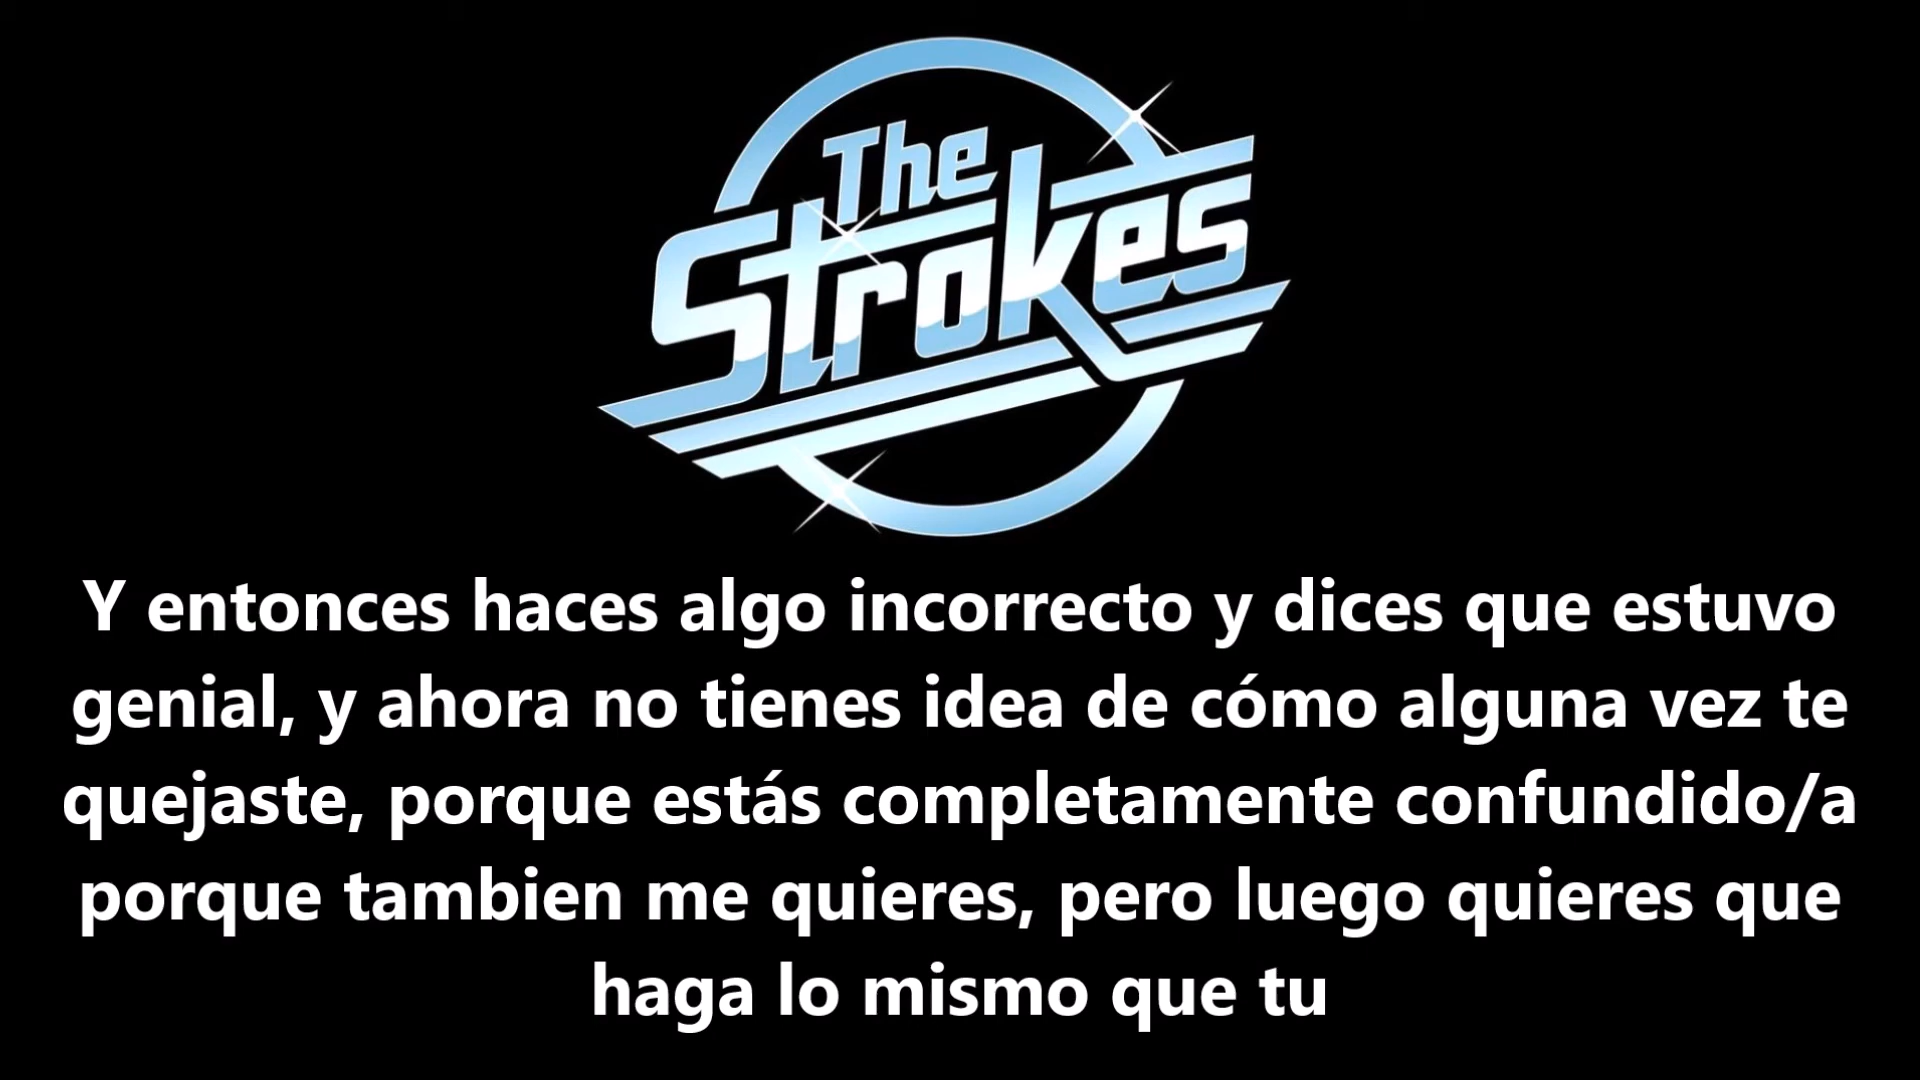 The
Strokes
Y entonces haces algo incorrecto y dices que estuvo
genial, y ahora no tienes idea de cómo alguna vez te
quejaste, porque estás completamente confundido/a
porque tambien me quieres, pero luego quieres que
haga lo mismo que tu